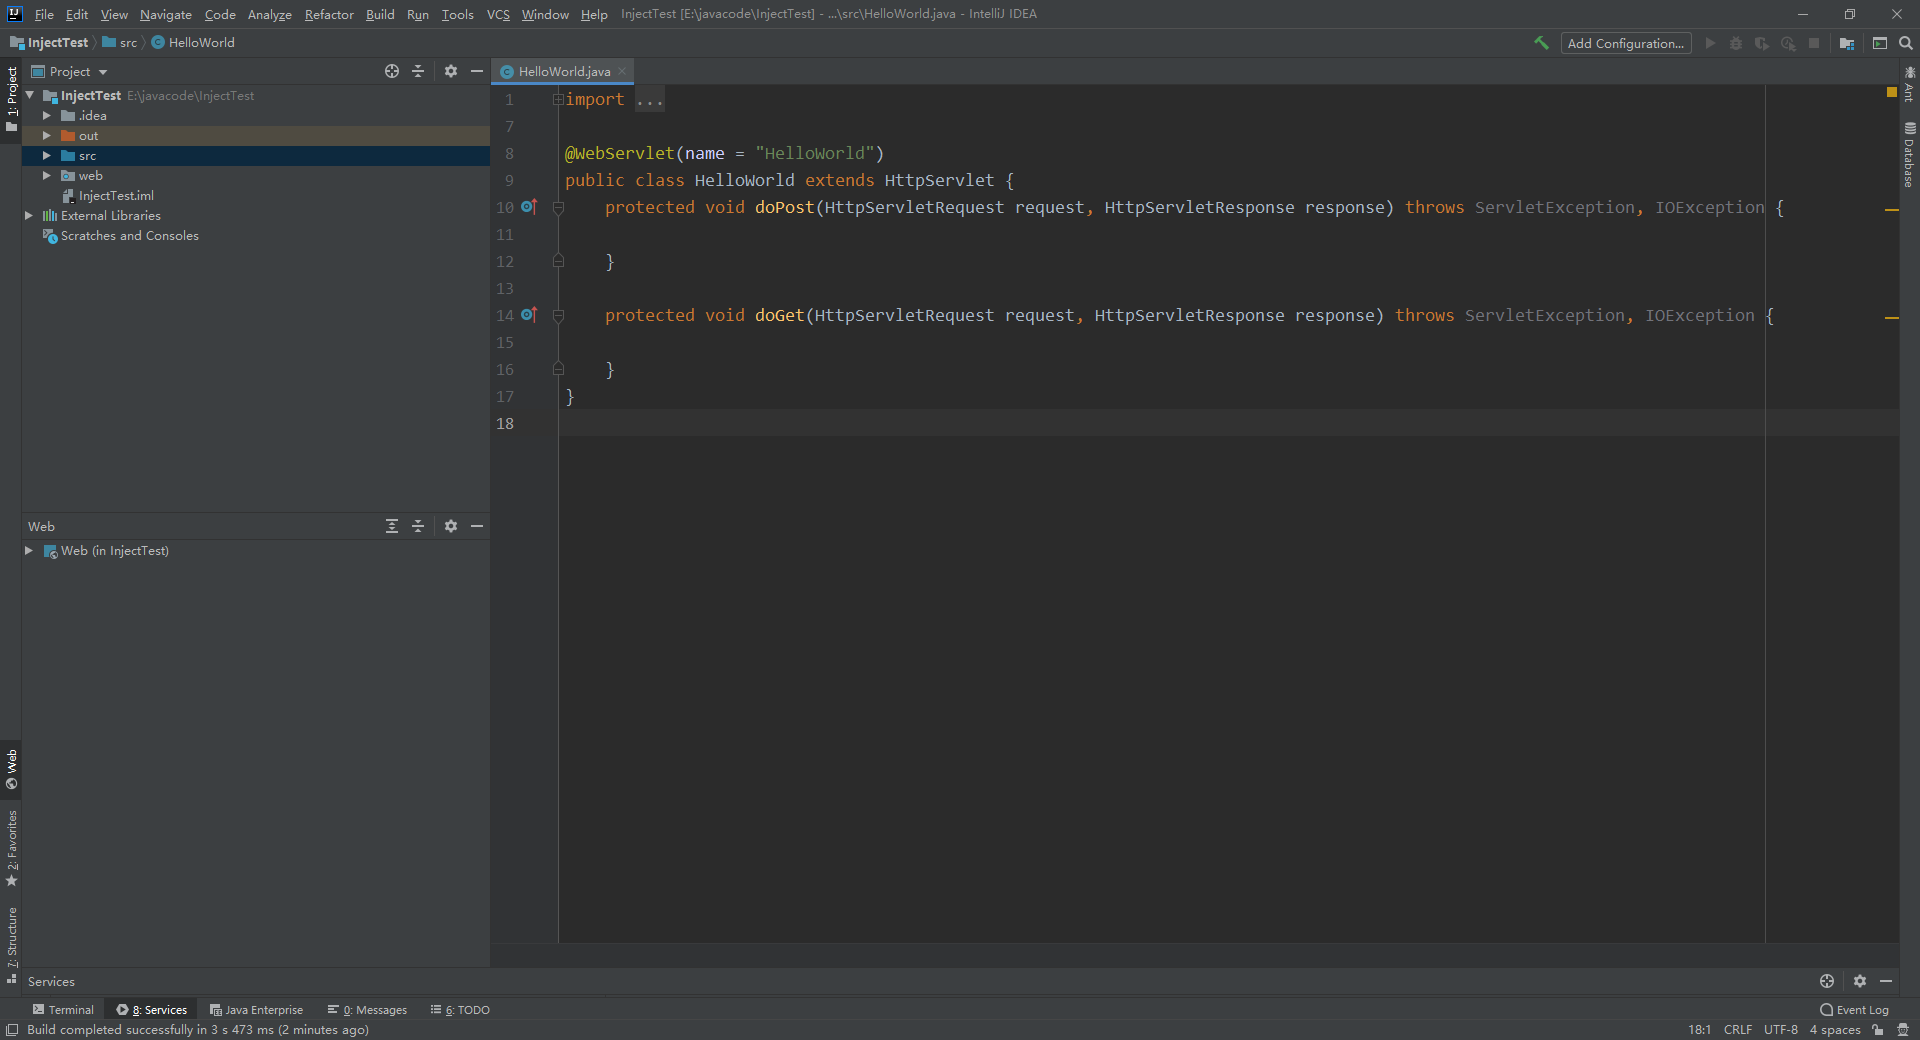 File Edit View Navigate Code Analyze Refactor Build Run Tools VCS Window Help InjectTest [E:\javacode\InjectTest] - ...\src\HelloWorld.java - IntelliJ IDEA
InjectTest src HelloWorld
Add Configuration...
1: Project
Project
InjectTest E:\javacode\InjectTest
.idea
out
src
web
InjectTest.iml
External Libraries
Scratches and Consoles
HelloWorld.java
1 import ...
7
8 @WebServlet(name = "HelloWorld")
9 public class HelloWorld extends HttpServlet {
10 protected void doPost(HttpServletRequest request, HttpServletResponse response) throws ServletException, IOException {
11
12 }
13
14 protected void doGet(HttpServletRequest request, HttpServletResponse response) throws ServletException, IOException {
15
16 }
17 }
18
Ant
Database
Web
Web (in InjectTest)
Web
2: Favorites
7: Structure
Services
Terminal 8: Services Java Enterprise 0: Messages 6: TODO Event Log
Build completed successfully in 3 s 473 ms (2 minutes ago) 18:1 CRLF UTF-8 4 spaces